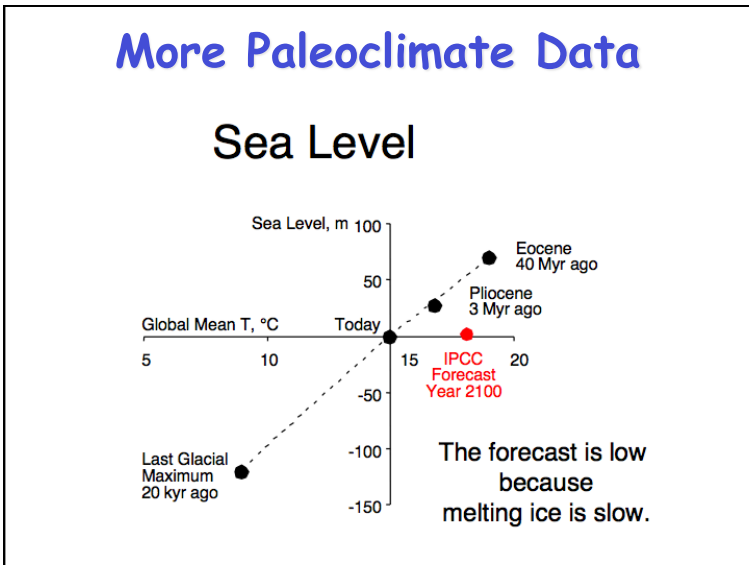 More Paleoclimate Data
Sea Level
Sea Level, m 100
Eocene
40 Myr ago
50
Pliocene
3 Myr ago
Global Mean T, °C
Today
5
10
15
20
IPCC
Forecast
Year 2100
-50
-100
Last Glacial
Maximum
20 kyr ago
-150
The forecast is low
because
melting ice is slow.